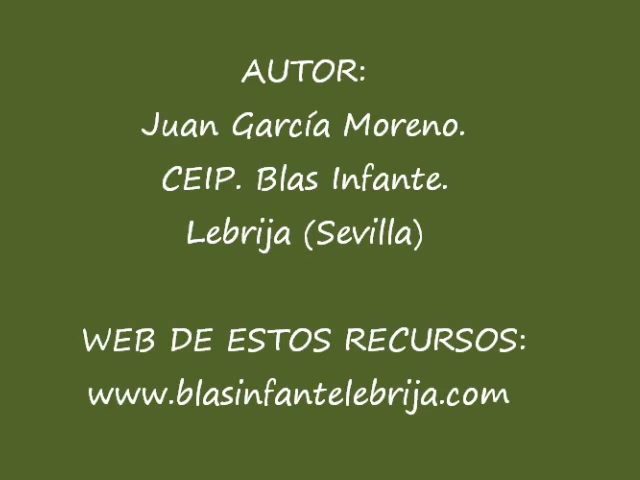 AUTOR:
Juan García Moreno.
CEIP. Blas Infante.
Lebrija (Sevilla)
WEB DE ESTOS RECURSOS:
www.blasinfantelebrija.com